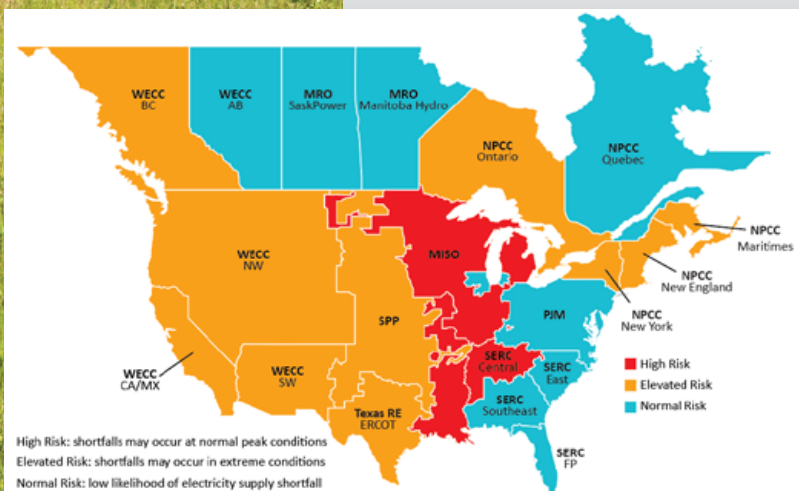 WECC
BC
WECC
AB
MRO
SaskPower
MRO
Manitoba Hydro
NPCC
Ontario
NPCC
Quebec
NPCC
Maritimes
NPCC
New England
NPCC
New York
WECC
NW
MISO
SPP
PJM
WECC
CA/MX
WECC
SW
SERC
Central
SERC
East
SERC
Southeast
Texas RE
ERCOT
SERC
FP
High Risk
Elevated Risk
Normal Risk
High Risk: shortfalls may occur at normal peak conditions
Elevated Risk: shortfalls may occur in extreme conditions
Normal Risk: low likelihood of electricity supply shortfall